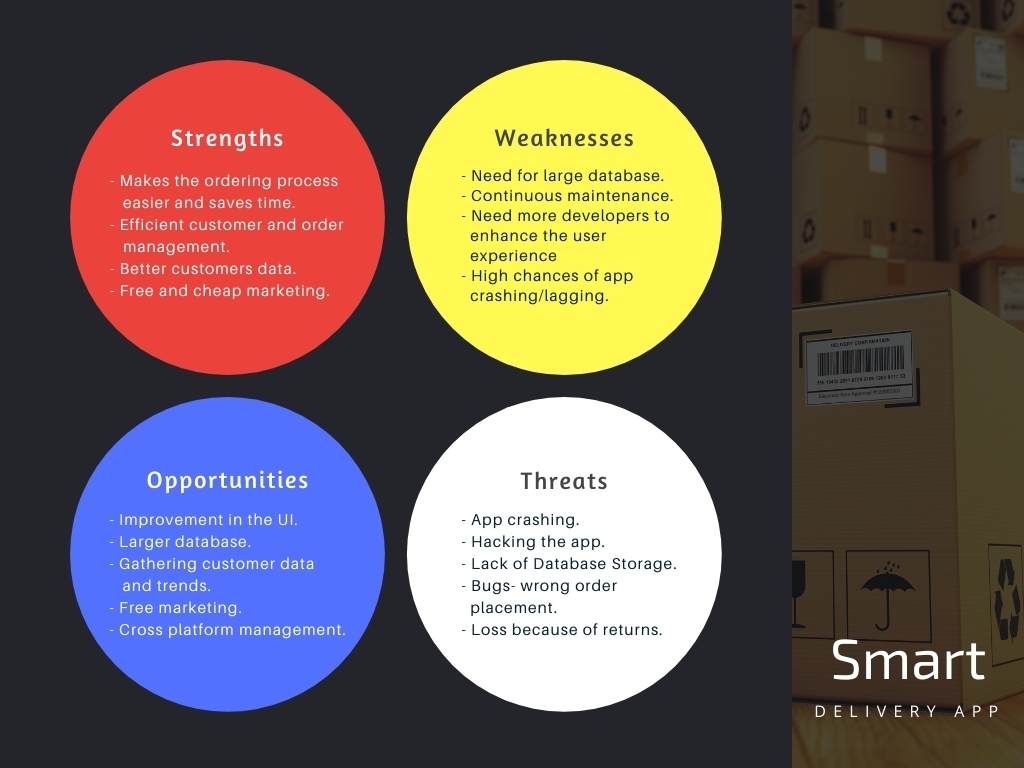 Strengths
- Makes the ordering process
easier and saves time.
- Efficient customer and order
management.
- Better customers data.
- Free and cheap marketing.
Weaknesses
- Need for large database.
- Continuous maintenance.
- Need more developers to
enhance the user
experience
- High chances of app
crashing/lagging.
Opportunities
- Improvement in the UI.
- Larger database.
- Gathering customer data
and trends.
- Free marketing.
- Cross platform management.
Threats
- App crashing.
- Hacking the app.
- Lack of Database Storage.
- Bugs- wrong order
placement.
- Loss because of returns.
DELIVERY CONFIRMATION
Smart
DELIVERY APP